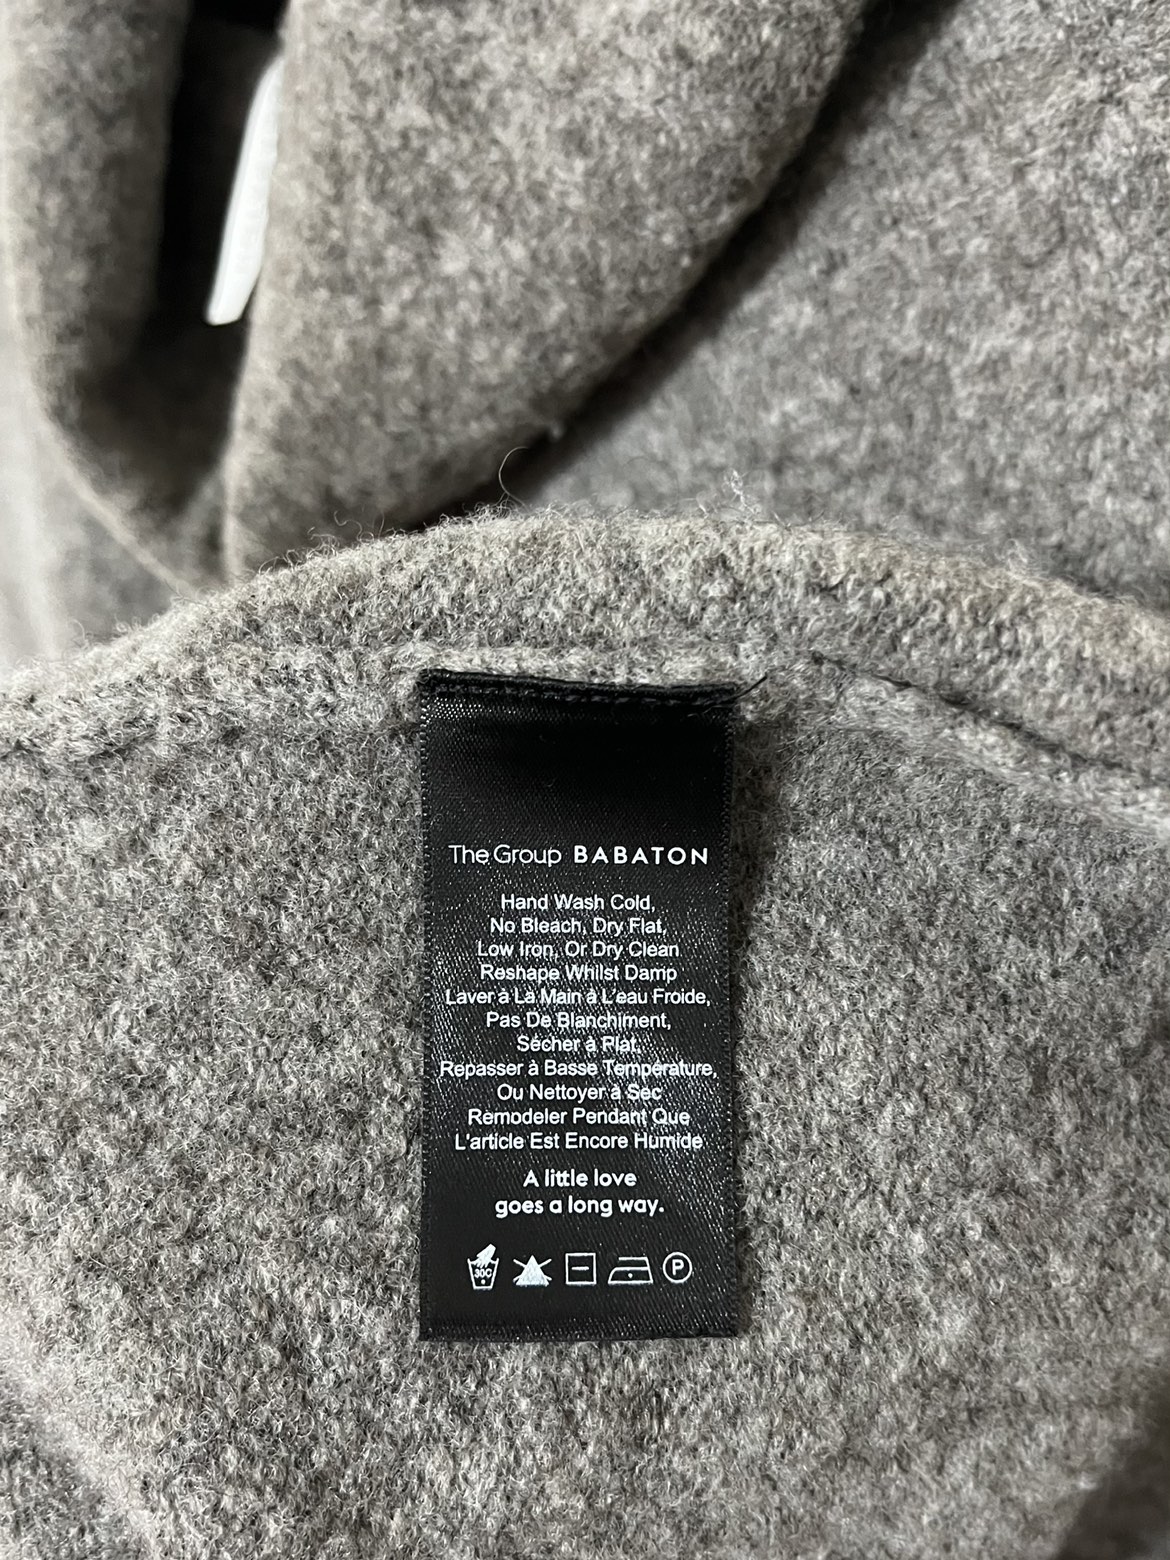 The Group BABATON
Hand Wash Cold,
No Bleach, Dry Flat,
Low Iron, Or Dry Clean
Reshape Whilst Damp
Laver à La Main à L'eau Froide,
Pas De Blanchiment,
Sécher à Plat,
Repasser à Basse Température,
Ou Nettoyer à Sec
Remodeler Pendant Que
L'article Est Encore Humide
A little love
goes a long way.
30C P